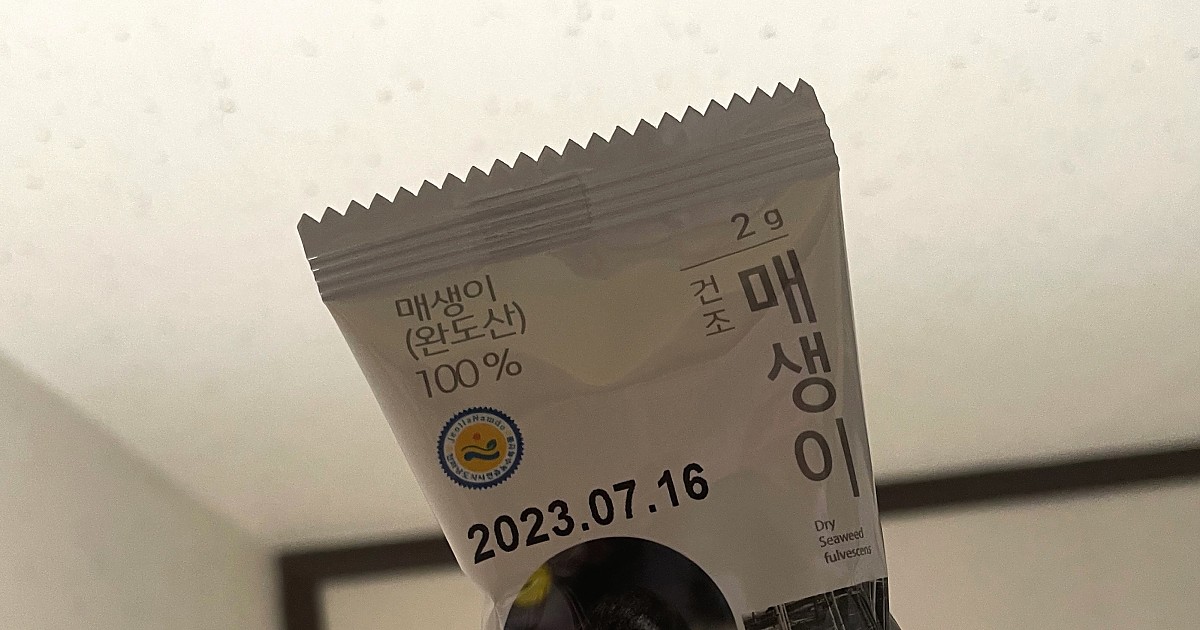 2g
건조
매생이
매생이
(완도산)
100%
JeollaNamdo
2023.07.16
Dry
Seaweed
fulvescens